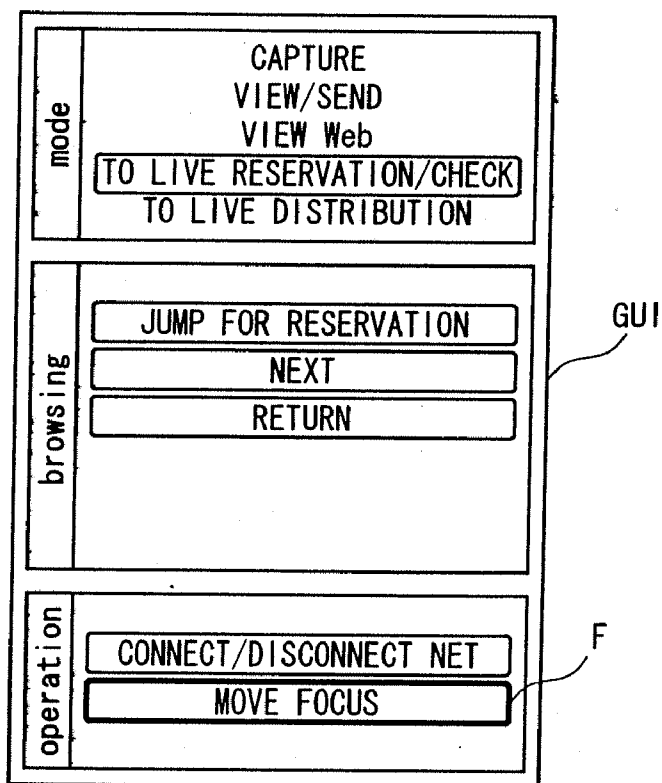 mode
CAPTURE
VIEW/SEND
VIEW Web
TO LIVE RESERVATION/CHECK
TO LIVE DISTRIBUTION
browsing
JUMP FOR RESERVATION
NEXT
RETURN
GUI
operation
CONNECT/DISCONNECT NET
MOVE FOCUS
F